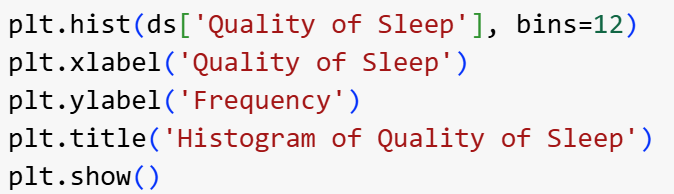 plt.hist(ds['Quality of Sleep'], bins=12)
plt.xlabel('Quality of Sleep')
plt.ylabel('Frequency')
plt.title('Histogram of Quality of Sleep')
plt.show()